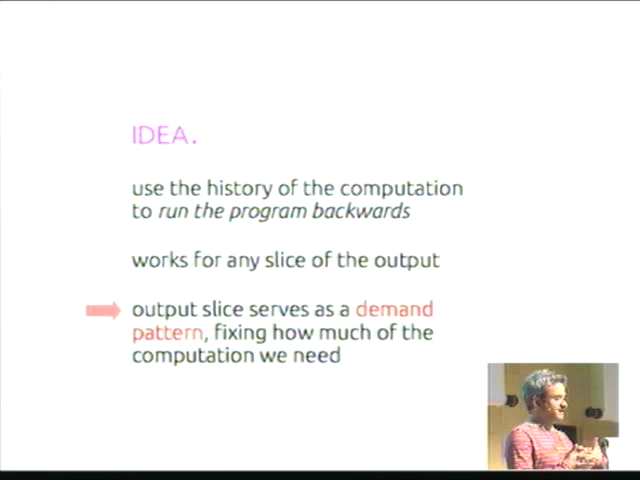 IDEA.
use the history of the computation
to run the program backwards
works for any slice of the output
output slice serves as a demand
pattern, fixing how much of the
computation we need